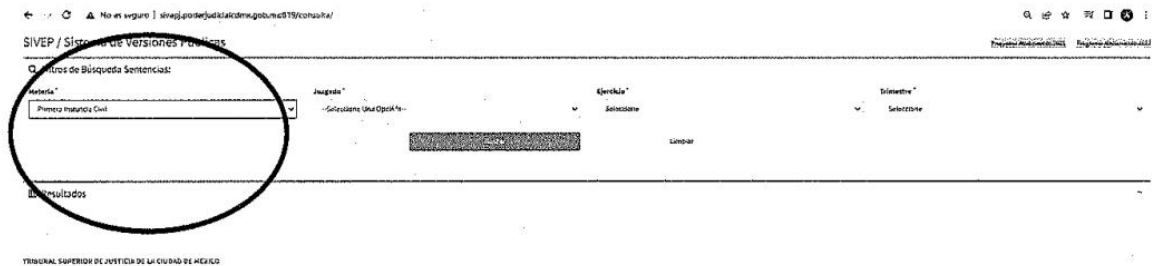 No es seguro | sivepj.poderjudicialcdmx.gob.mx:819/consulta/
SIVEP / Sistema de Versiones Públicas
Filtros de Búsqueda Sentencias:
Materia * Juzgado * Ejercicio * Trimestre *
Primera Instancia Civil --Seleccione Una Opción-- Seleccione Seleccione
Limpiar
Resultados
TRIBUNAL SUPERIOR DE JUSTICIA DE LA CIUDAD DE MÉXICO